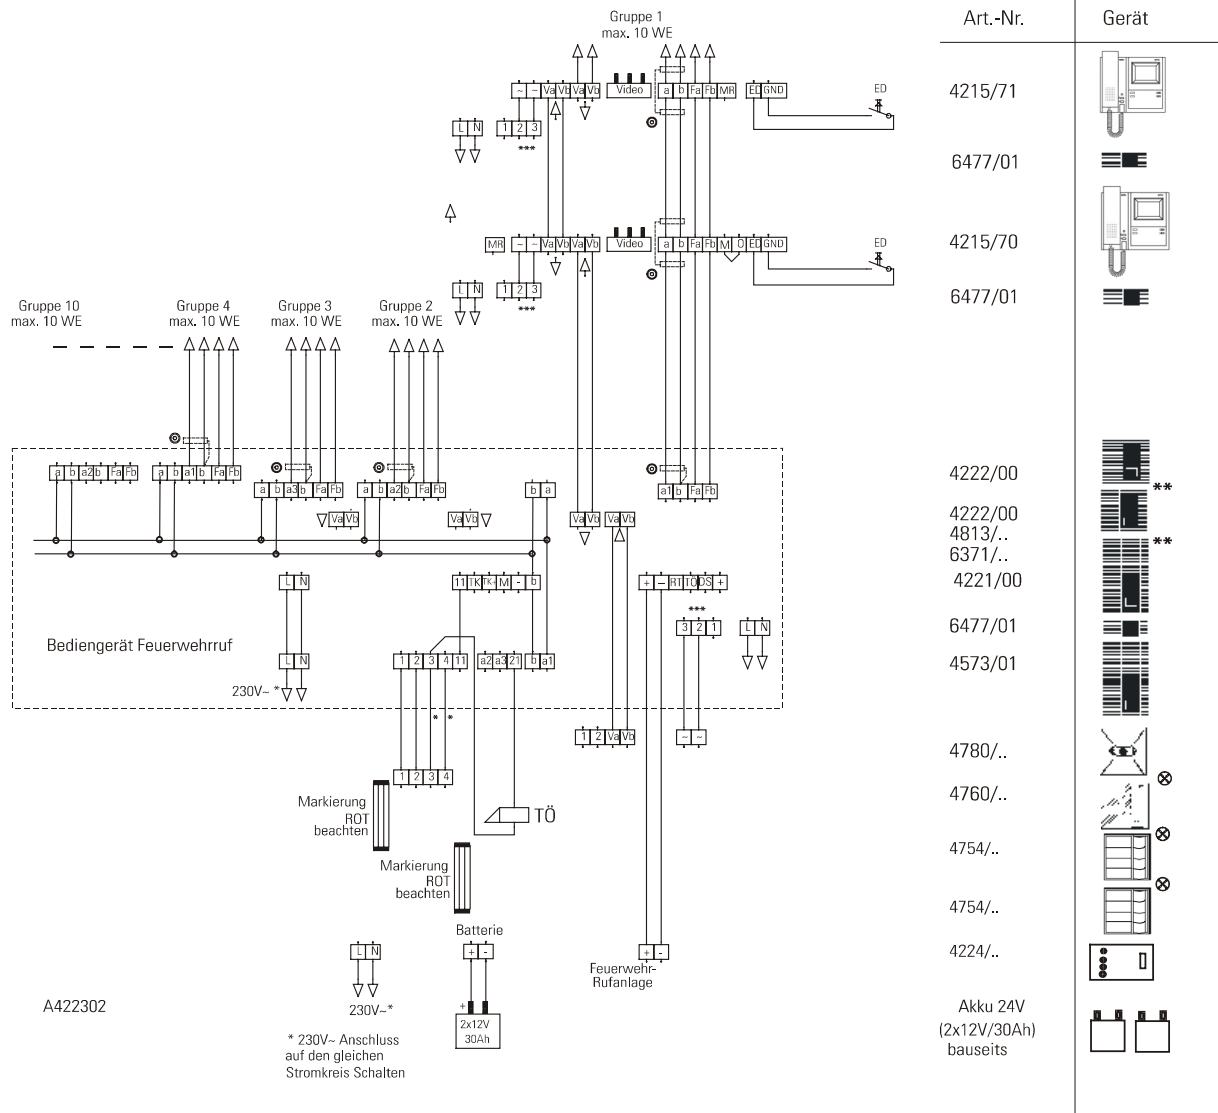 Gruppe 1
max. 10 WE
~ ~ Va Vb Va Vb
Video
a b Fa Fb MR
ED GND
ED
L N
1 2 3
***
MR
~ ~ Va Vb Va Vb
Video
a b Fa Fb M O ED GND
ED
L N
1 2 3
***
Gruppe 10
max. 10 WE
Gruppe 4
max. 10 WE
Gruppe 3
max. 10 WE
Gruppe 2
max. 10 WE
a b a2 b Fa Fb
a b a1 b Fa Fb
a b a3 b Fa Fb
a b a2 b Fa Fb
b a
a1 b Fa Fb
Va Vb
Va Vb
Va Vb
Va Vb
L N
11 TK TK+ M - b
+ – RT TÖ DS +
***
3 2 1
L N
Bediengerät Feuerwehrruf
L N
1 2 3 4 11
a2 a3 21
b a1
230V~ *
* *
1 2 Va Vb
~ ~
1 2 3 4
Markierung
ROT
beachten
TÖ
Markierung
ROT
beachten
Batterie
L N
+ -
+ -
Feuerwehr-
Rufanlage
230V~*
+ -
2x12V
30Ah
A422302
* 230V~ Anschluss
auf den gleichen
Stromkreis Schalten
Art.-Nr.
Gerät
4215/71
6477/01
4215/70
6477/01
4222/00
**
4222/00
4813/..
**
6371/..
4221/00
6477/01
4573/01
4780/..
4760/..
4754/..
4754/..
4224/..
Akku 24V
(2x12V/30Ah)
bauseits